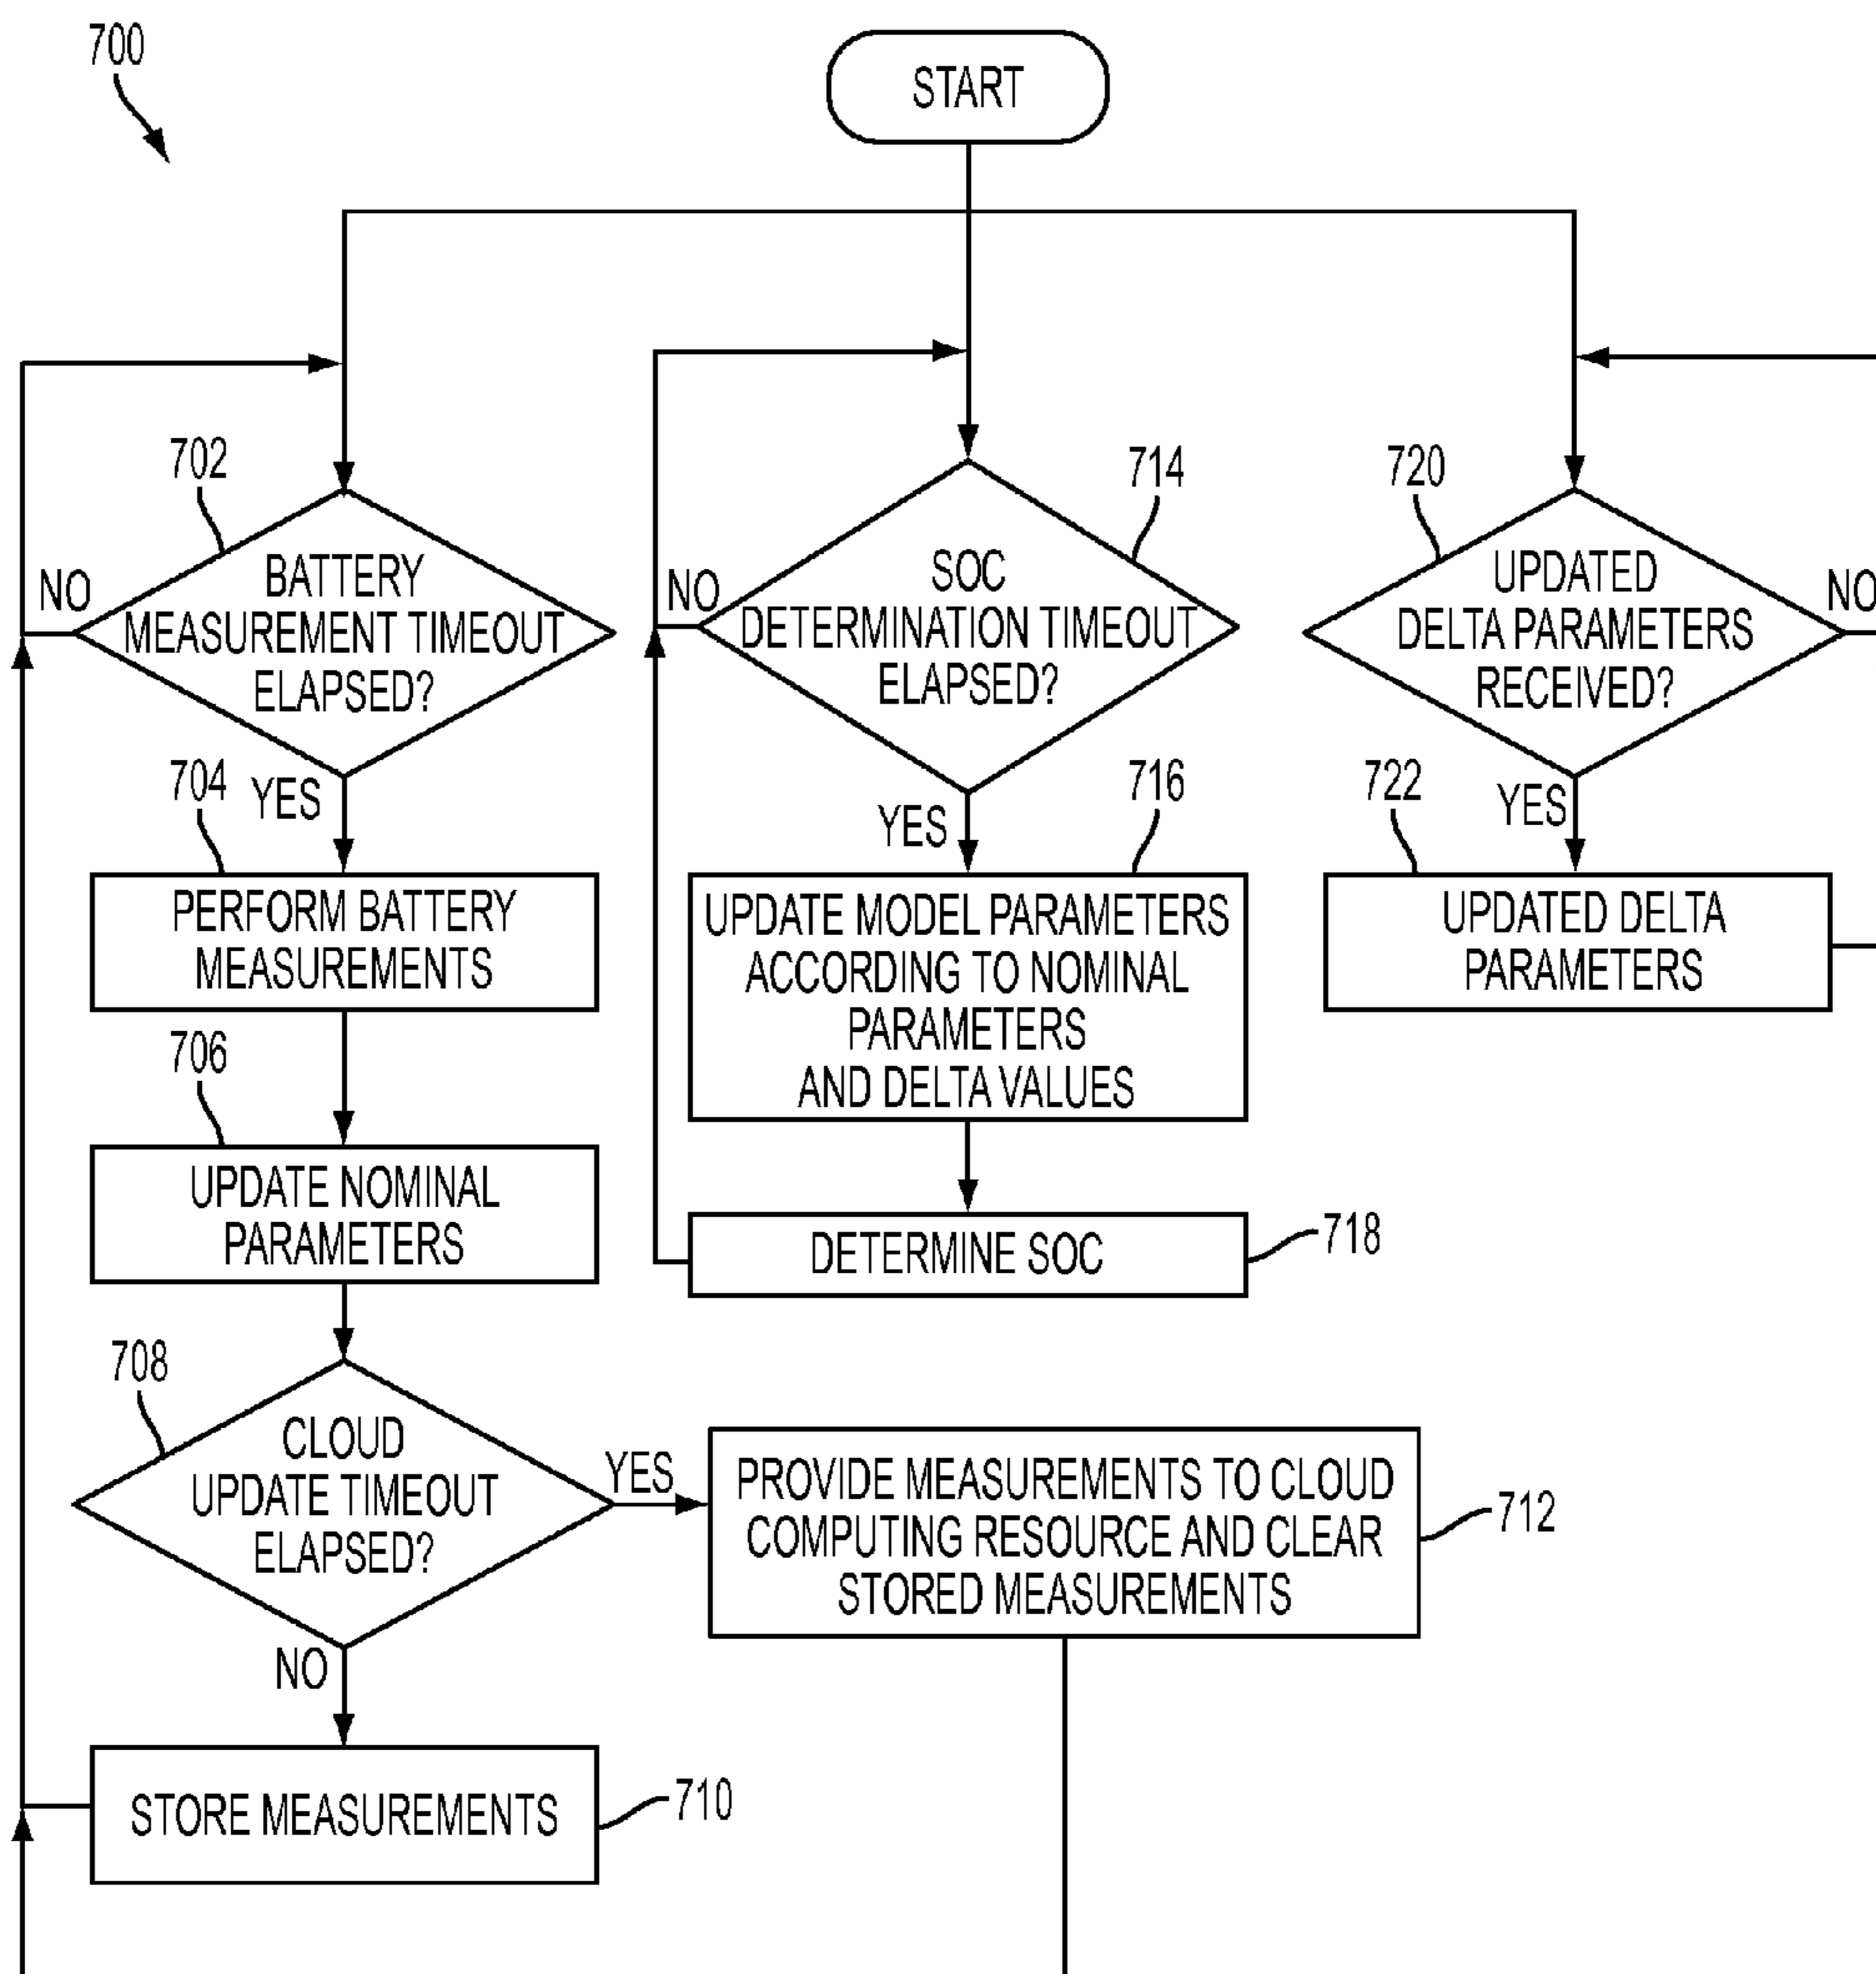 700
START
702
BATTERY
MEASUREMENT TIMEOUT
ELAPSED?
NO
YES
704
PERFORM BATTERY
MEASUREMENTS
706
UPDATE NOMINAL
PARAMETERS
708
CLOUD
UPDATE TIMEOUT
ELAPSED?
YES
NO
STORE MEASUREMENTS
710
PROVIDE MEASUREMENTS TO CLOUD
COMPUTING RESOURCE AND CLEAR
STORED MEASUREMENTS
712
714
SOC
DETERMINATION TIMEOUT
ELAPSED?
NO
YES
716
UPDATE MODEL PARAMETERS
ACCORDING TO NOMINAL
PARAMETERS
AND DELTA VALUES
DETERMINE SOC
718
720
UPDATED
DELTA PARAMETERS
RECEIVED?
NO
YES
722
UPDATED DELTA
PARAMETERS